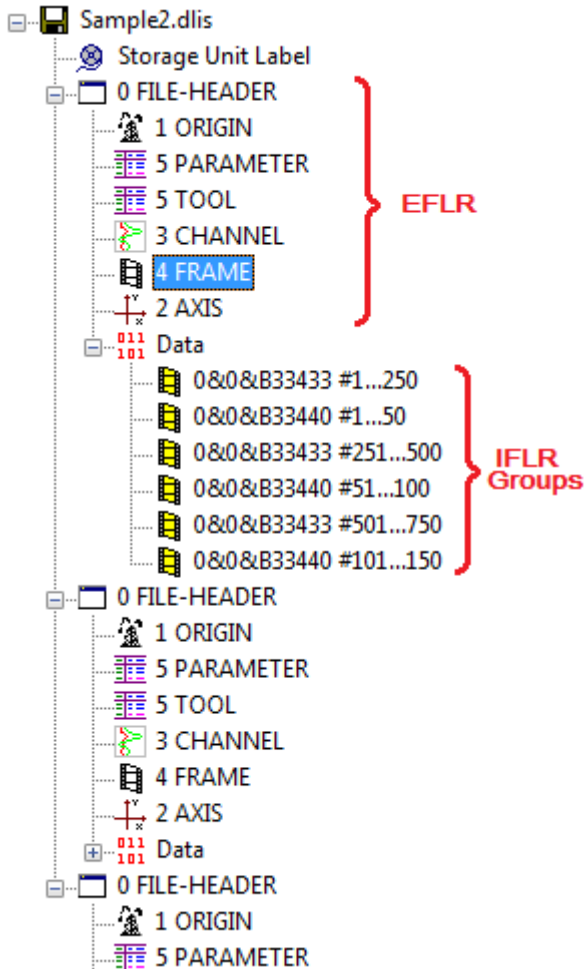 Sample2.dlis
Storage Unit Label
0 FILE-HEADER
1 ORIGIN
5 PARAMETER
5 TOOL
EFLR
3 CHANNEL
4 FRAME
2 AXIS
011
101
Data
0&0&B33433 #1...250
0&0&B33440 #1...50
0&0&B33433 #251...500
IFLR
Groups
0&0&B33440 #51...100
0&0&B33433 #501...750
0&0&B33440 #101...150
0 FILE-HEADER
1 ORIGIN
5 PARAMETER
5 TOOL
3 CHANNEL
4 FRAME
2 AXIS
011
101
Data
0 FILE-HEADER
1 ORIGIN
5 PARAMETER